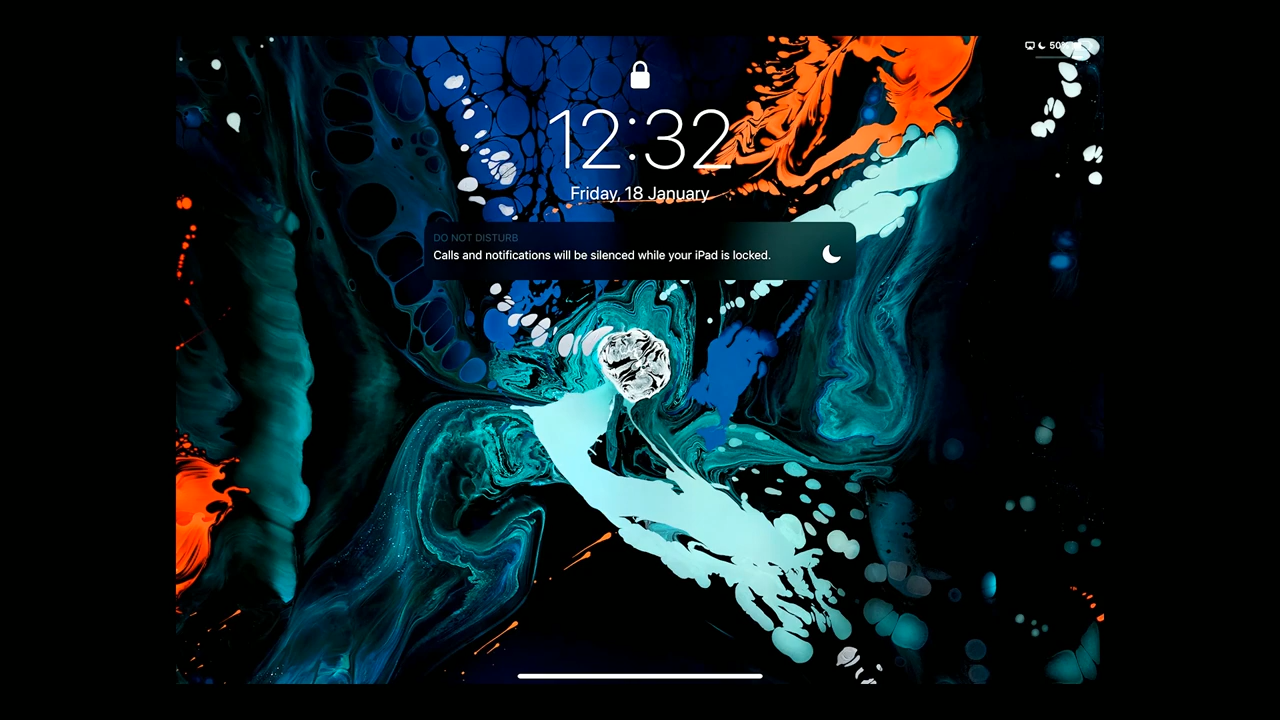 50%
12:32
Friday, 18 January
DO NOT DISTURB
Calls and notifications will be silenced while your iPad is locked.